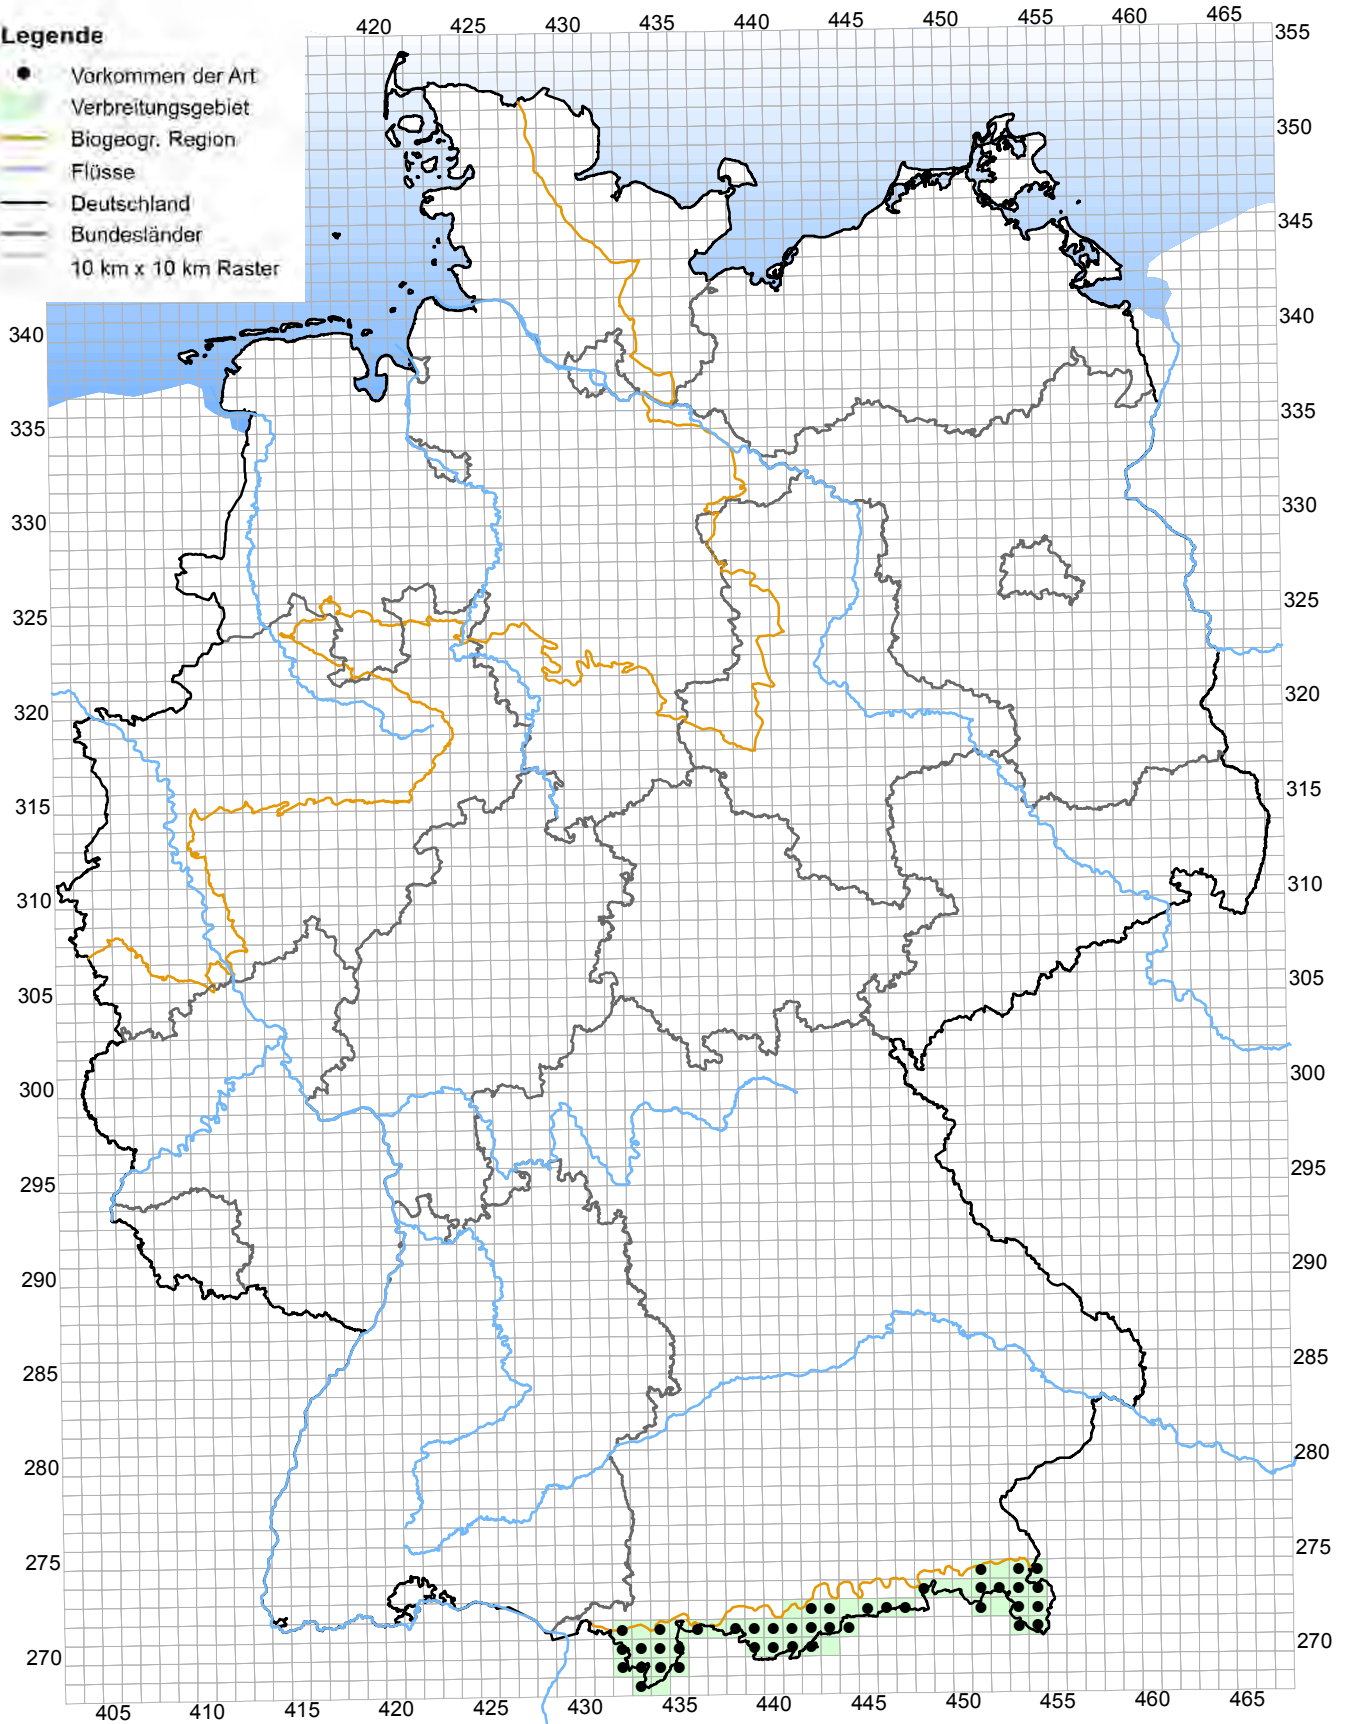 420 425 430 435 440 445 450 455 460 465
355
Legende
Vorkommen der Art
Verbreitungsgebiet
Biogeogr. Region
Flüsse
Deutschland
Bundesländer
10 km x 10 km Raster
350
345
340 340
335 335
330 330
325 325
320 320
315 315
310 310
305 305
300 300
295 295
290 290
285 285
280 280
275 275
270 270
405 410 415 420 425 430 435 440 445 450 455 460 465